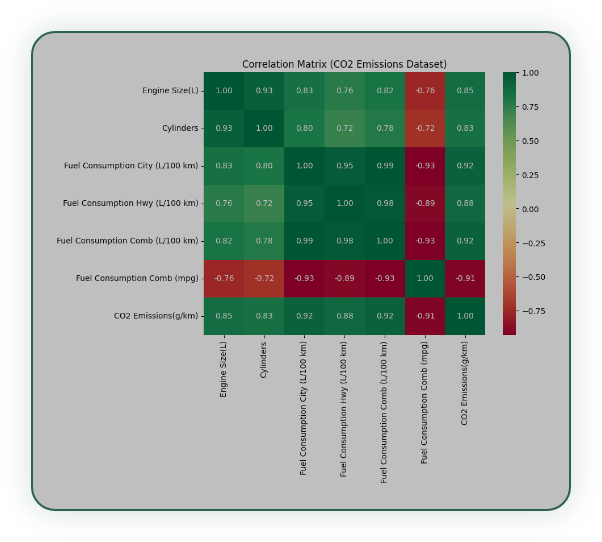 Correlation Matrix (CO2 Emissions Dataset)
Engine Size(L) 1.00 0.93 0.83 0.76 0.82 -0.76 0.85
Cylinders 0.93 1.00 0.80 0.72 0.78 -0.72 0.83
Fuel Consumption City (L/100 km) 0.83 0.80 1.00 0.95 0.99 -0.93 0.92
Fuel Consumption Hwy (L/100 km) 0.76 0.72 0.95 1.00 0.98 -0.89 0.88
Fuel Consumption Comb (L/100 km) 0.82 0.78 0.99 0.98 1.00 -0.93 0.92
Fuel Consumption Comb (mpg) -0.76 -0.72 -0.93 -0.89 -0.93 1.00 -0.91
CO2 Emissions(g/km) 0.85 0.83 0.92 0.88 0.92 -0.91 1.00
Engine Size(L)
Cylinders
Fuel Consumption City (L/100 km)
Fuel Consumption Hwy (L/100 km)
Fuel Consumption Comb (L/100 km)
Fuel Consumption Comb (mpg)
CO2 Emissions(g/km)
1.00
0.75
0.50
0.25
0.00
−0.25
−0.50
−0.75